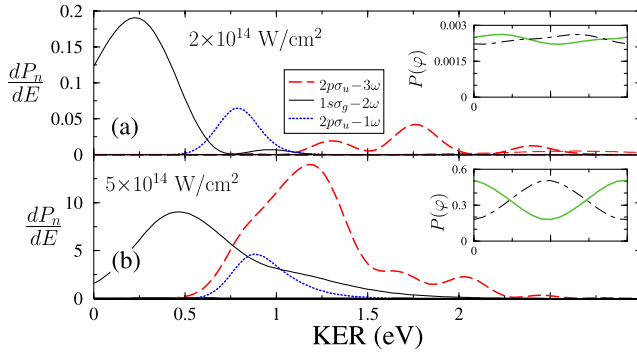 0.2
0.15
0.1
0.05
0
dP_n/dE
2×10^14 W/cm^2
(a)
2pσ_u−3ω
1sσ_g−2ω
2pσ_u−1ω
0.003
0.0015
0
P(φ)
0
10
5
0
dP_n/dE
5×10^14 W/cm^2
(b)
0.6
0.3
0
P(φ)
0
0 0.5 1 1.5 2
KER (eV)